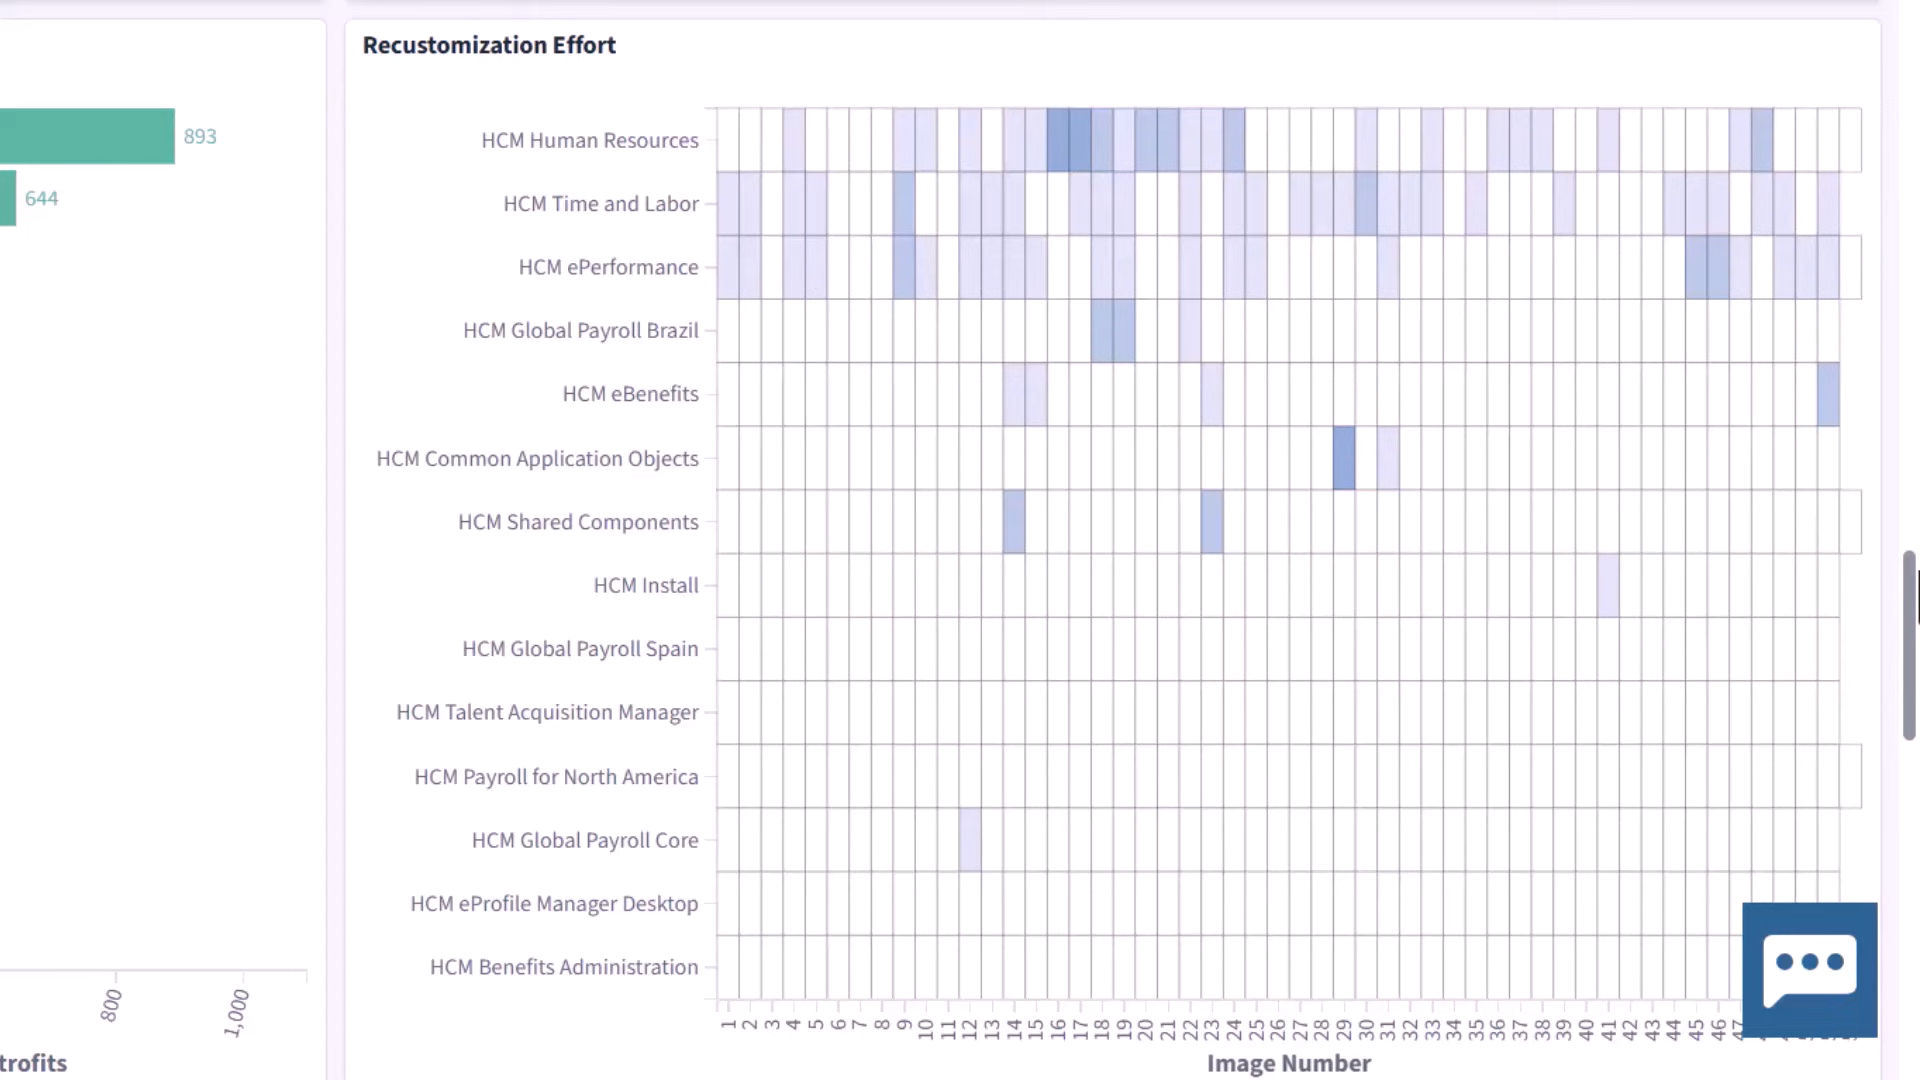 Recustomization Effort
893
644
HCM Human Resources
HCM Time and Labor
HCM ePerformance
HCM Global Payroll Brazil
HCM eBenefits
HCM Common Application Objects
HCM Shared Components
HCM Install
HCM Global Payroll Spain
HCM Talent Acquisition Manager
HCM Payroll for North America
HCM Global Payroll Core
HCM eProfile Manager Desktop
HCM Benefits Administration
800 1,000
1 2 3 4 5 6 7 8 9 10 11 12 13 14 15 16 17 18 19 20 21 22 23 24 25 26 27 28 29 30 31 32 33 34 35 36 37 38 39 40 41 42 43 44 45 46
trofits
Image Number